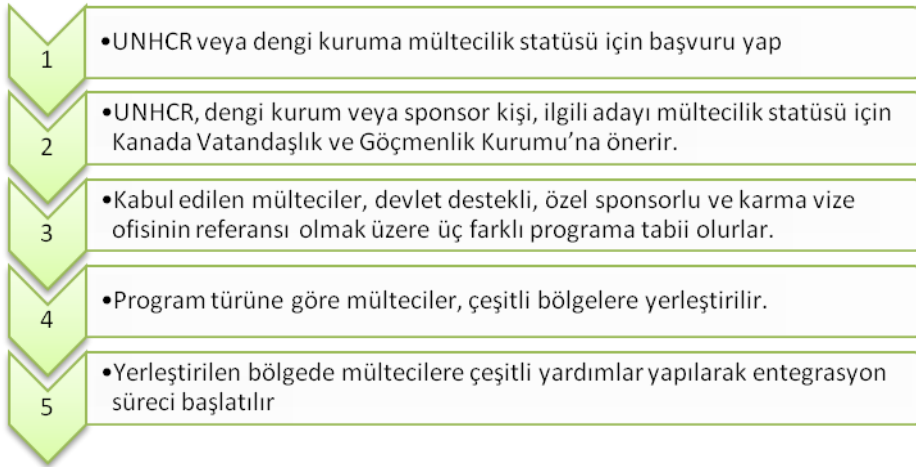 1
•UNHCR veya dengi kuruma mültecilik statüsü için başvuru yap
2
•UNHCR, dengi kurum veya sponsor kişi, ilgili adayı mültecilik statüsü için
Kanada Vatandaşlık ve Göçmenlik Kurumu’na önerir.
3
•Kabul edilen mülteciler, devlet destekli, özel sponsorlu ve karma vize
ofisinin referansı olmak üzere üç farklı programa tabii olurlar.
4
•Program türüne göre mülteciler, çeşitli bölgelere yerleştirilir.
5
•Yerleştirilen bölgede mültecilere çeşitli yardımlar yapılarak entegrasyon
süreci başlatılır